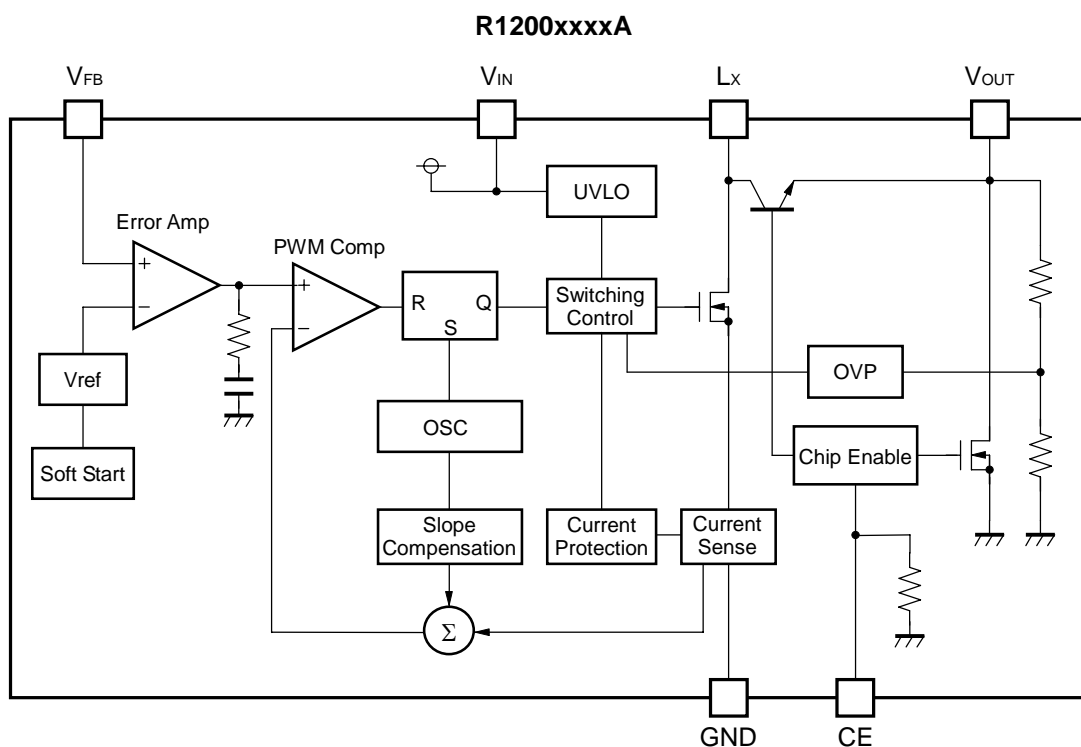 R1200xxxxA
VFB
VIN
LX
VOUT
UVLO
Error Amp
PWM Comp
+
−
+
−
R
Q
S
Switching
Control
Vref
OVP
OSC
Soft Start
Chip Enable
Slope
Compensation
Current
Protection
Current
Sense
Σ
GND
CE